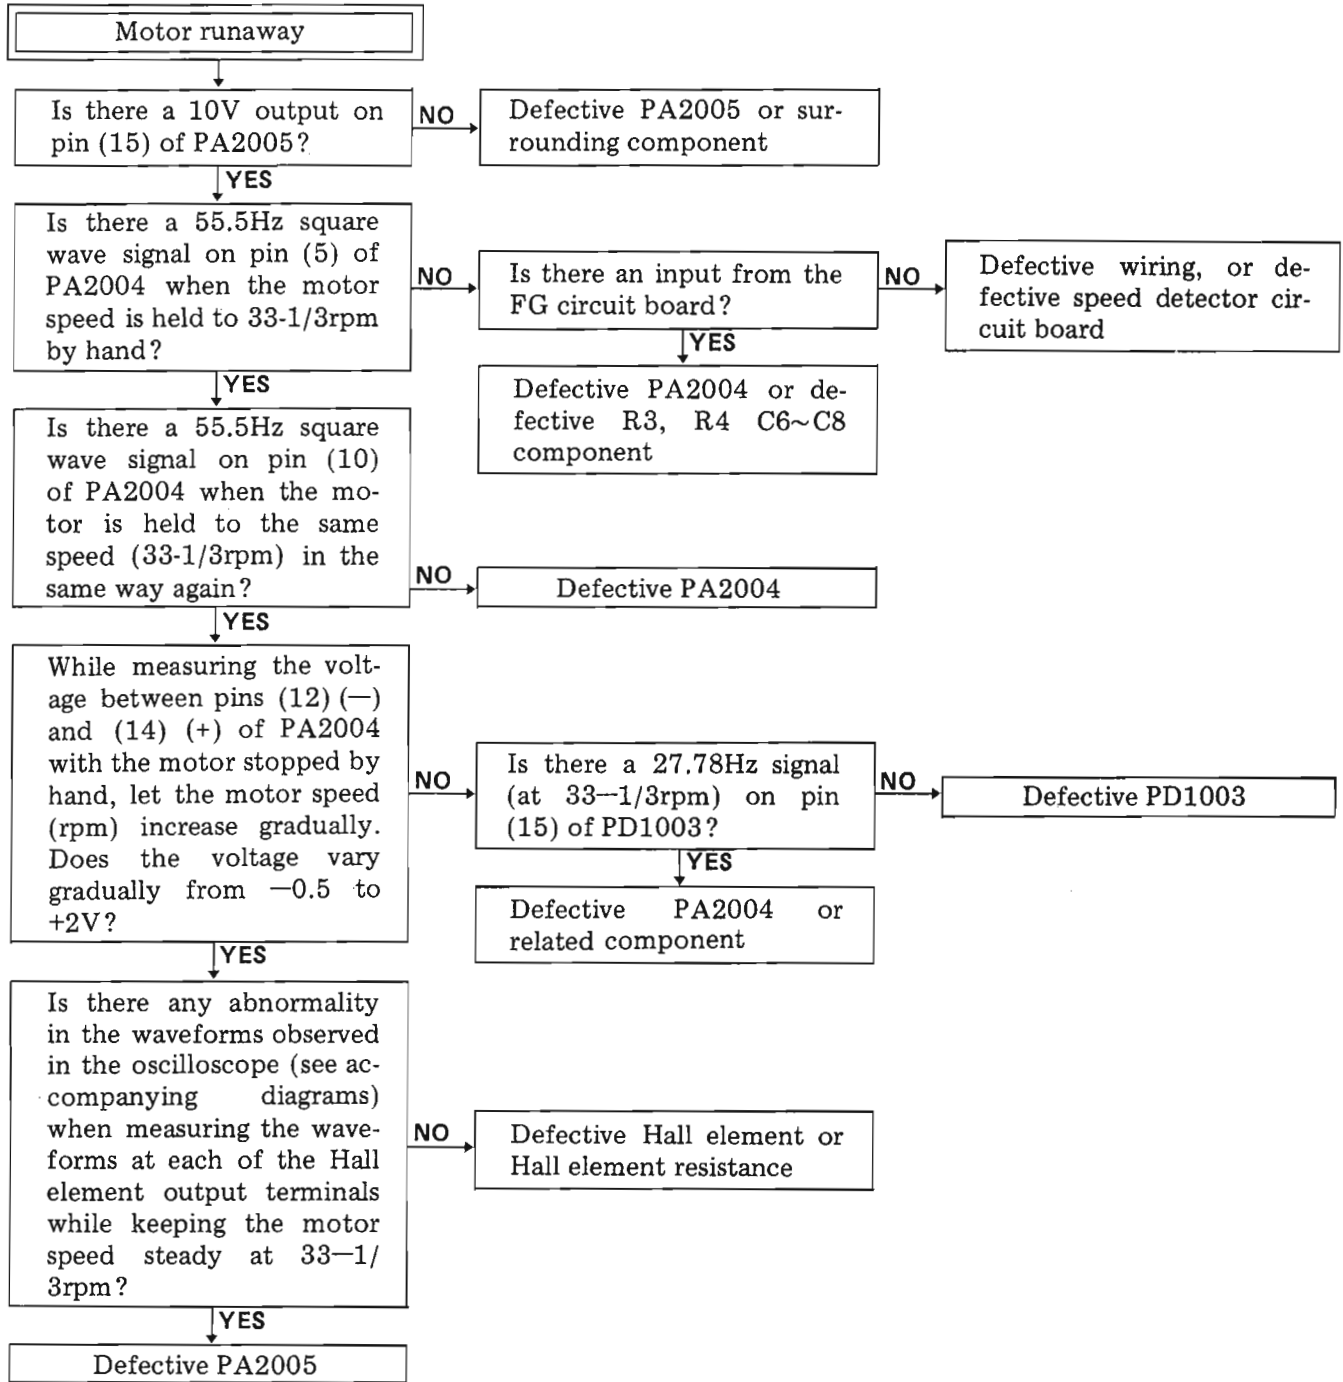 Motor runaway
Is there a 10V output on
pin (15) of PA2005?
NO
Defective PA2005 or sur-
rounding component
YES
Is there a 55.5Hz square
wave signal on pin (5) of
PA2004 when the motor
speed is held to 33-1/3rpm
by hand?
NO
Is there an input from the
FG circuit board?
NO
Defective wiring, or de-
fective speed detector cir-
cuit board
YES
Defective PA2004 or de-
fective R3, R4 C6~C8
component
YES
Is there a 55.5Hz square
wave signal on pin (10)
of PA2004 when the mo-
tor is held to the same
speed (33-1/3rpm) in the
same way again?
NO
Defective PA2004
YES
While measuring the volt-
age between pins (12) (—)
and (14) (+) of PA2004
with the motor stopped by
hand, let the motor speed
(rpm) increase gradually.
Does the voltage vary
gradually from —0.5 to
+2V?
NO
Is there a 27.78Hz signal
(at 33—1/3rpm) on pin
(15) of PD1003?
NO
Defective PD1003
YES
Defective PA2004 or
related component
YES
Is there any abnormality
in the waveforms observed
in the oscilloscope (see ac-
companying diagrams)
when measuring the wave-
forms at each of the Hall
element output terminals
while keeping the motor
speed steady at 33—1/
3rpm?
NO
Defective Hall element or
Hall element resistance
YES
Defective PA2005